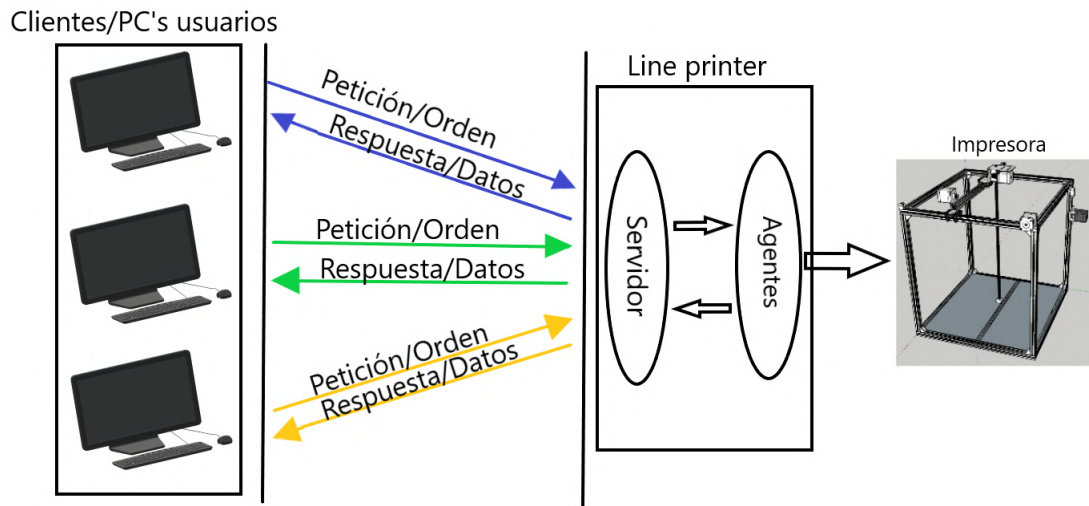 Clientes/PC's usuarios
Petición/Orden
Respuesta/Datos
Petición/Orden
Respuesta/Datos
Petición/Orden
Respuesta/Datos
Line printer
Servidor
Agentes
Impresora